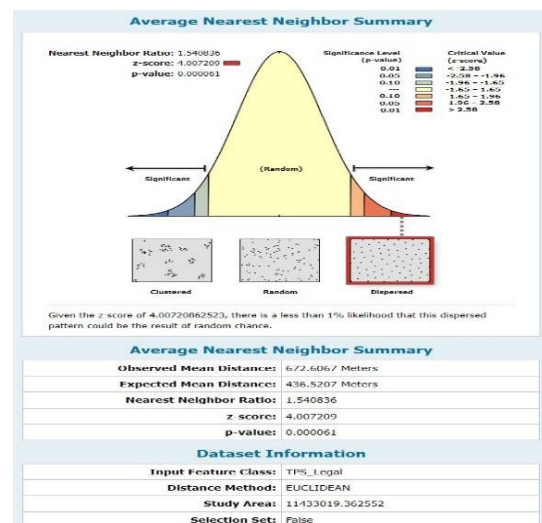 Average Nearest Neighbor Summary
Nearest Neighbor Ratio: 1.540836
z-score: 4.007209
p-value: 0.000061
Significance Level (p-value)
Critical Value (z-score)
0.01 < -2.58
0.05 -2.58 - -1.96
0.10 -1.96 - -1.65
--- -1.65 - 1.65
0.10 1.65 - 1.96
0.05 1.96 - 2.58
0.01 > 2.58
Significant
(Random)
Significant
Clustered
Random
Dispersed
Given the z-score of 4.00720862523, there is a less than 1% likelihood that this dispersed
pattern could be the result of random chance.
Average Nearest Neighbor Summary
Observed Mean Distance: 672.6067 Meters
Expected Mean Distance: 436.5207 Meters
Nearest Neighbor Ratio: 1.540836
z-score: 4.007209
p-value: 0.000061
Dataset Information
Input Feature Class: TPS_Legal
Distance Method: EUCLIDEAN
Study Area: 11433019.362552
Selection Set: False